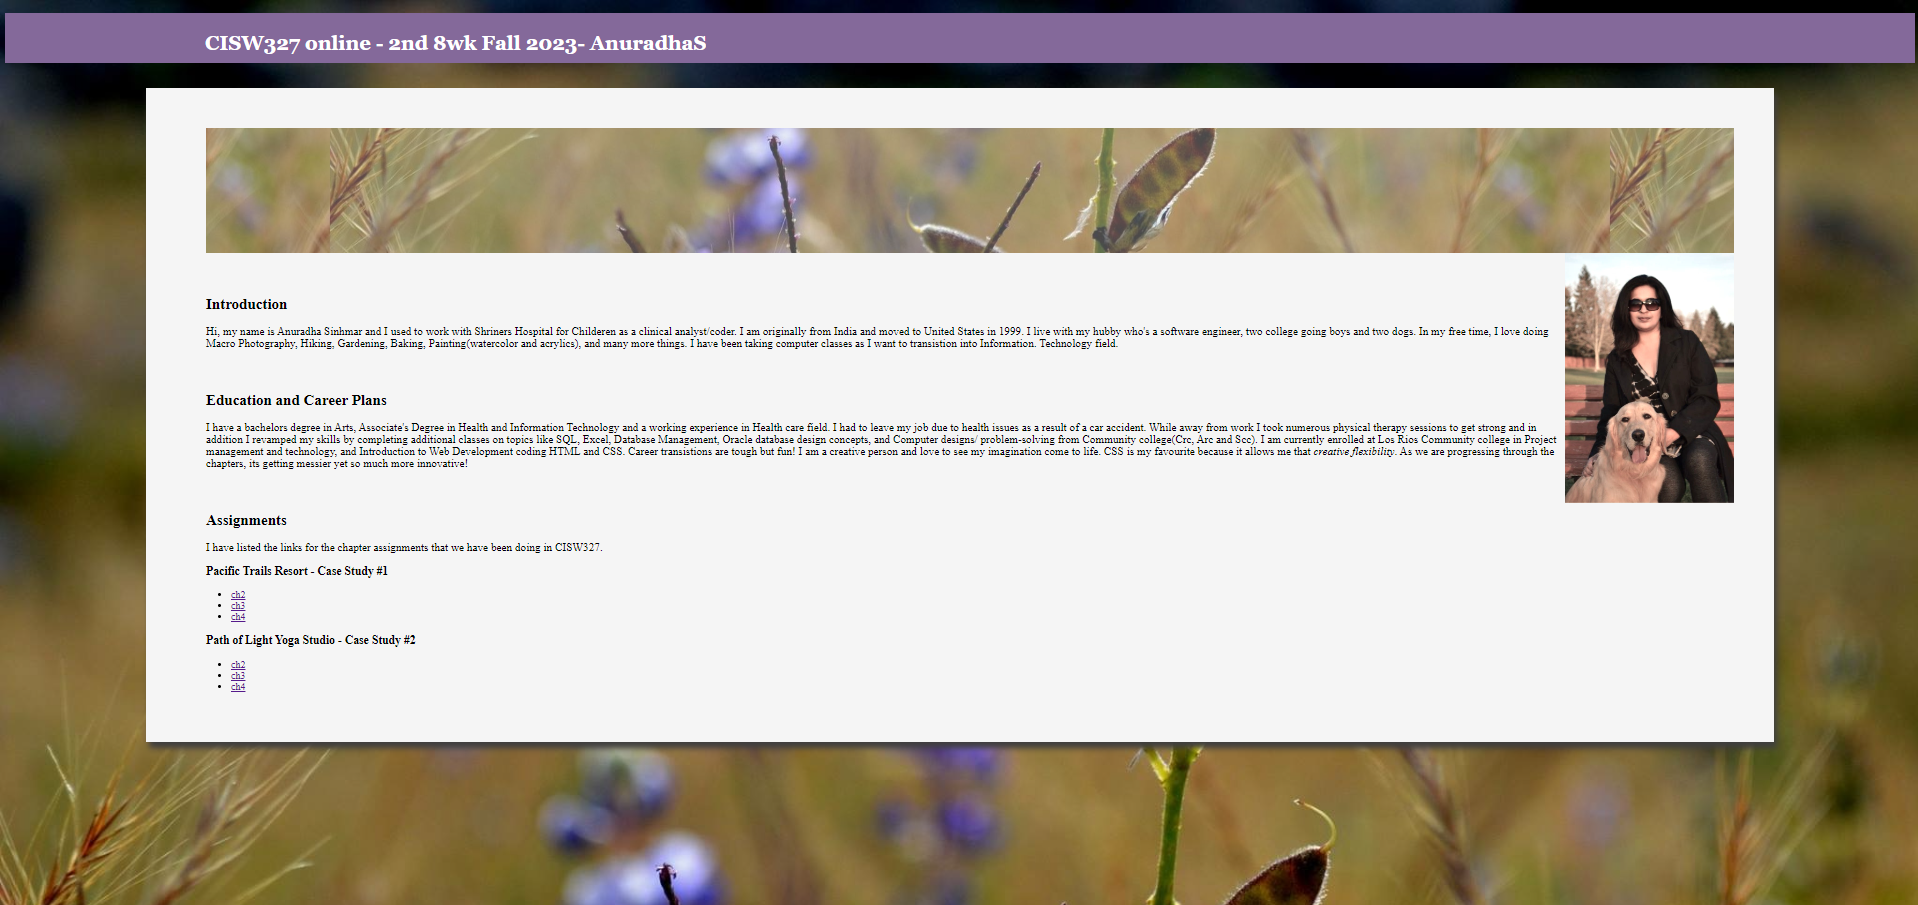 CISW327 online - 2nd 8wk Fall 2023- AnuradhaS
Introduction
Hi, my name is Anuradha Sinhmar and I used to work with Shriners Hospital for Childeren as a clinical analyst/coder. I am originally from India and moved to United States in 1999. I live with my hubby who's a software engineer, two college going boys and two dogs. In my free time, I love doing
Macro Photography, Hiking, Gardening, Baking, Painting(watercolor and acrylics), and many more things. I have been taking computer classes as I want to transistion into Information. Technology field.
Education and Career Plans
I have a bachelors degree in Arts, Associate's Degree in Health and Information Technology and a working experience in Health care field. I had to leave my job due to health issues as a result of a car accident. While away from work I took numerous physical therapy sessions to get strong and in
addition I revamped my skills by completing additional classes on topics like SQL, Excel, Database Management, Oracle database design concepts, and Computer designs/ problem-solving from Community college(Crc, Arc and Scc). I am currently enrolled at Los Rios Community college in Project
management and technology, and Introduction to Web Development coding HTML and CSS. Career transistions are tough but fun! I am a creative person and love to see my imagination come to life. CSS is my favourite because it allows me that creative flexibility. As we are progressing through the
chapters, its getting messier yet so much more innovative!
Assignments
I have listed the links for the chapter assignments that we have been doing in CISW327.
Pacific Trails Resort - Case Study #1
ch2
ch3
ch4
Path of Light Yoga Studio - Case Study #2
ch2
ch3
ch4